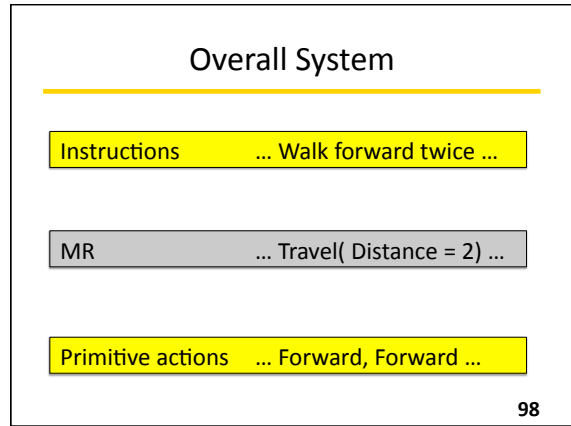 Overall System
Instructions … Walk forward twice …
MR … Travel( Distance = 2) …
Primitive actions … Forward, Forward …
98